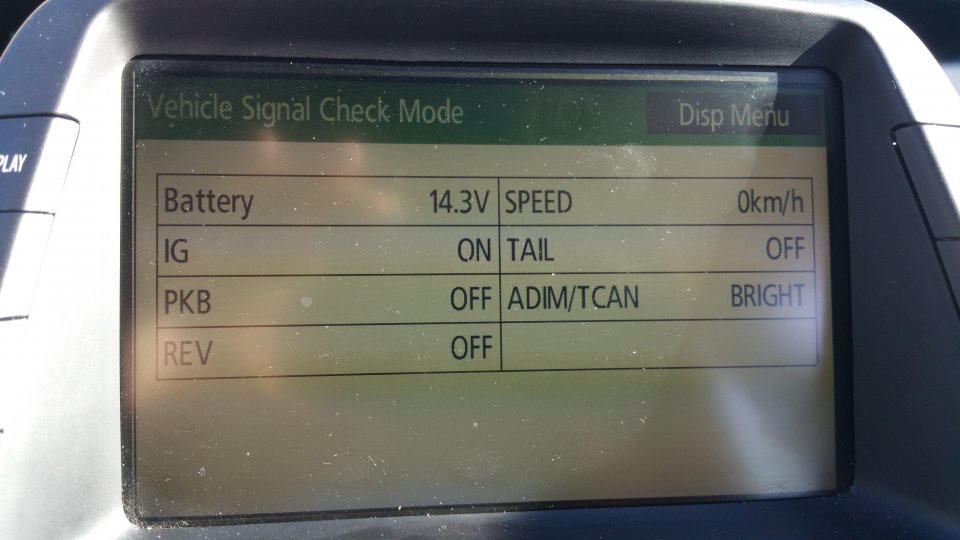 Vehicle Signal Check Mode Disp Menu
PLAY
Battery 14.3V SPEED 0km/h
IG ON TAIL OFF
PKB OFF ADIM/TCAN BRIGHT
REV OFF